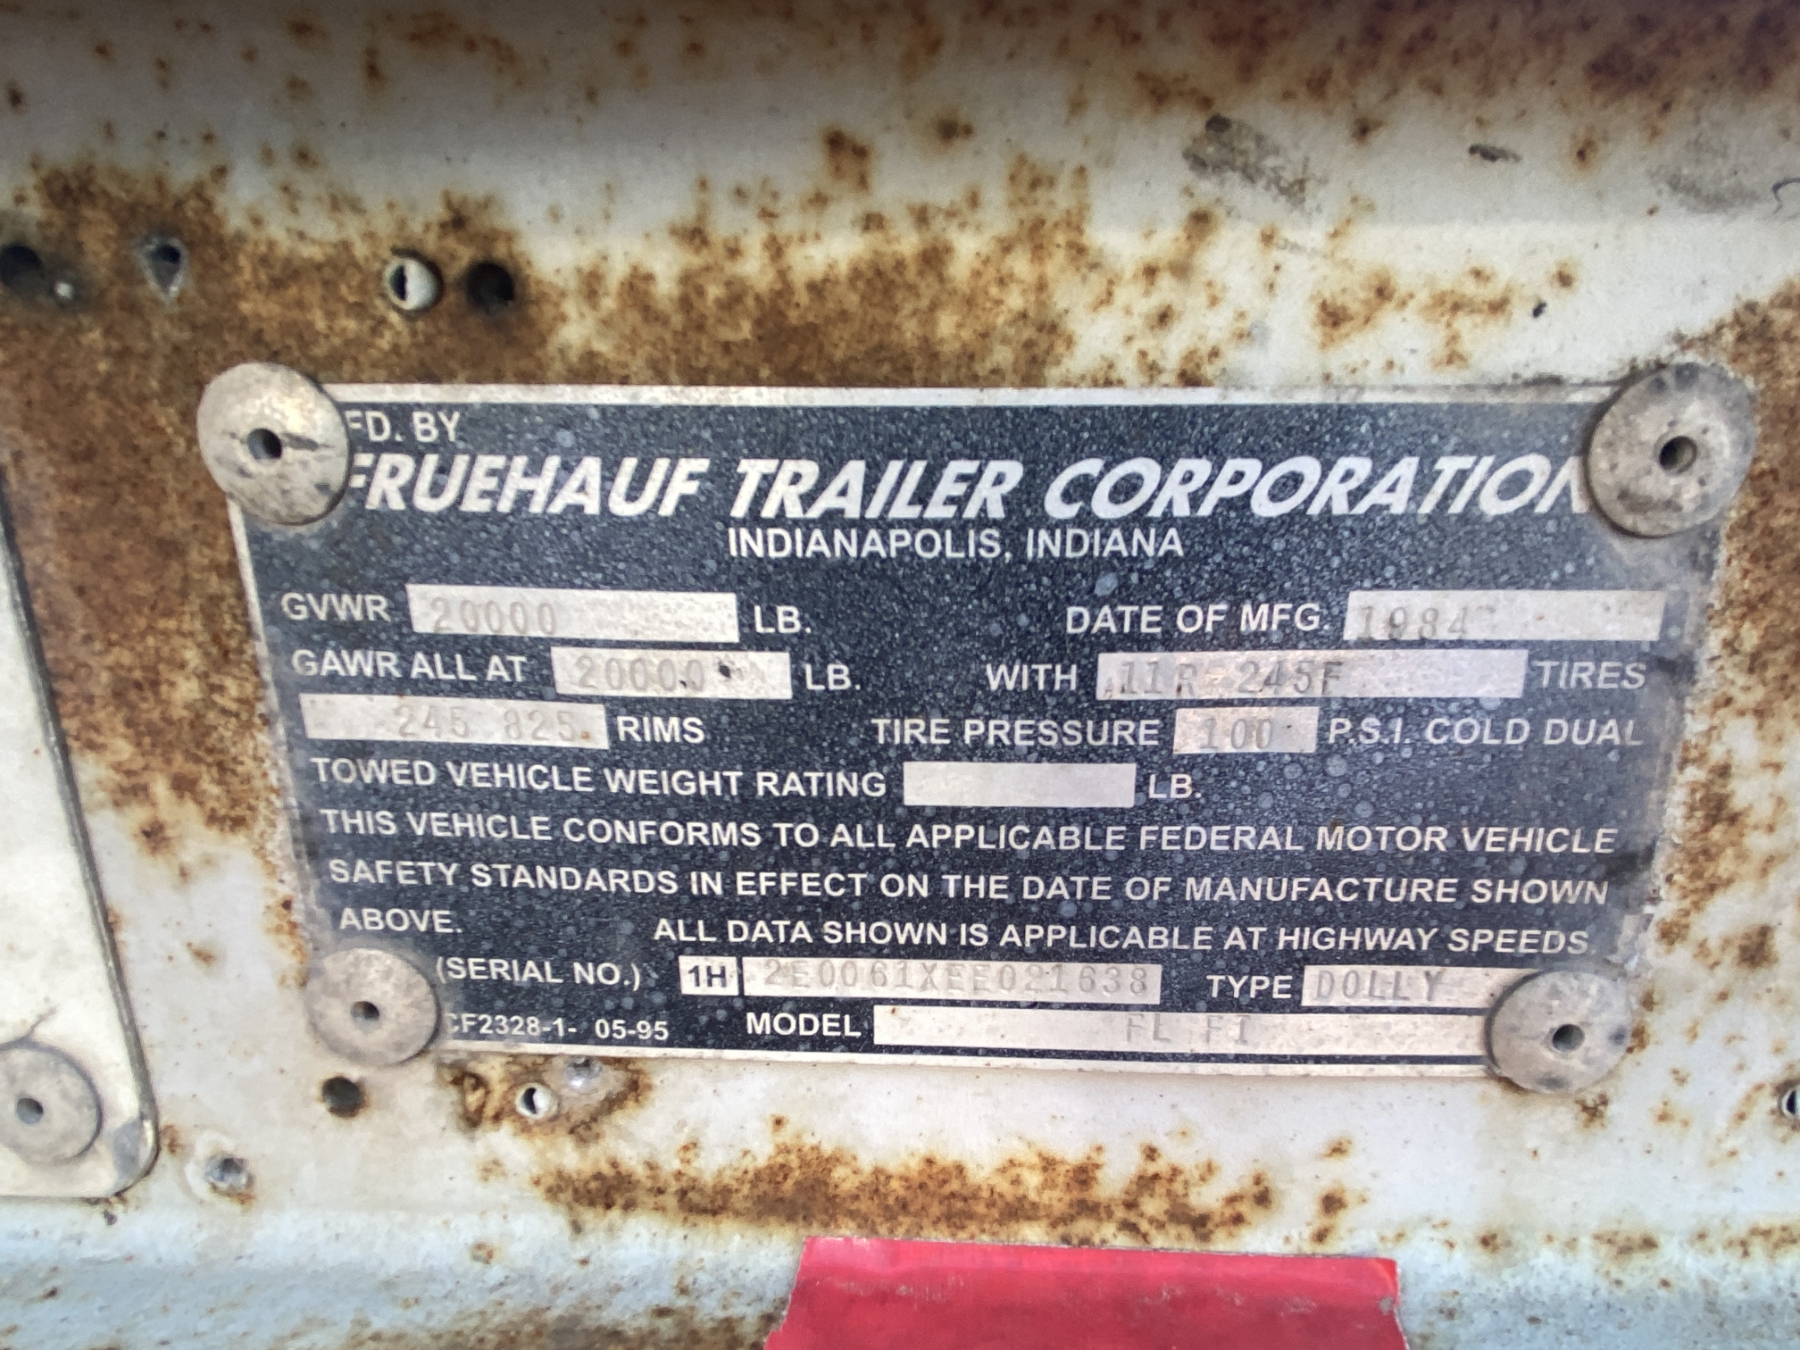 FD. BY
FRUEHAUF TRAILER CORPORATION
INDIANAPOLIS, INDIANA
GVWR 20000 LB. DATE OF MFG. 1984
GAWR ALL AT 20000 LB. WITH 11R 245F TIRES
245 825 RIMS TIRE PRESSURE 100 P.S.I. COLD DUAL
TOWED VEHICLE WEIGHT RATING LB.
THIS VEHICLE CONFORMS TO ALL APPLICABLE FEDERAL MOTOR VEHICLE
SAFETY STANDARDS IN EFFECT ON THE DATE OF MANUFACTURE SHOWN
ABOVE. ALL DATA SHOWN IS APPLICABLE AT HIGHWAY SPEEDS
(SERIAL NO.) 1H 2E0061XEE021638 TYPE DOLLY
CF2328-1- 05-95 MODEL FL FI